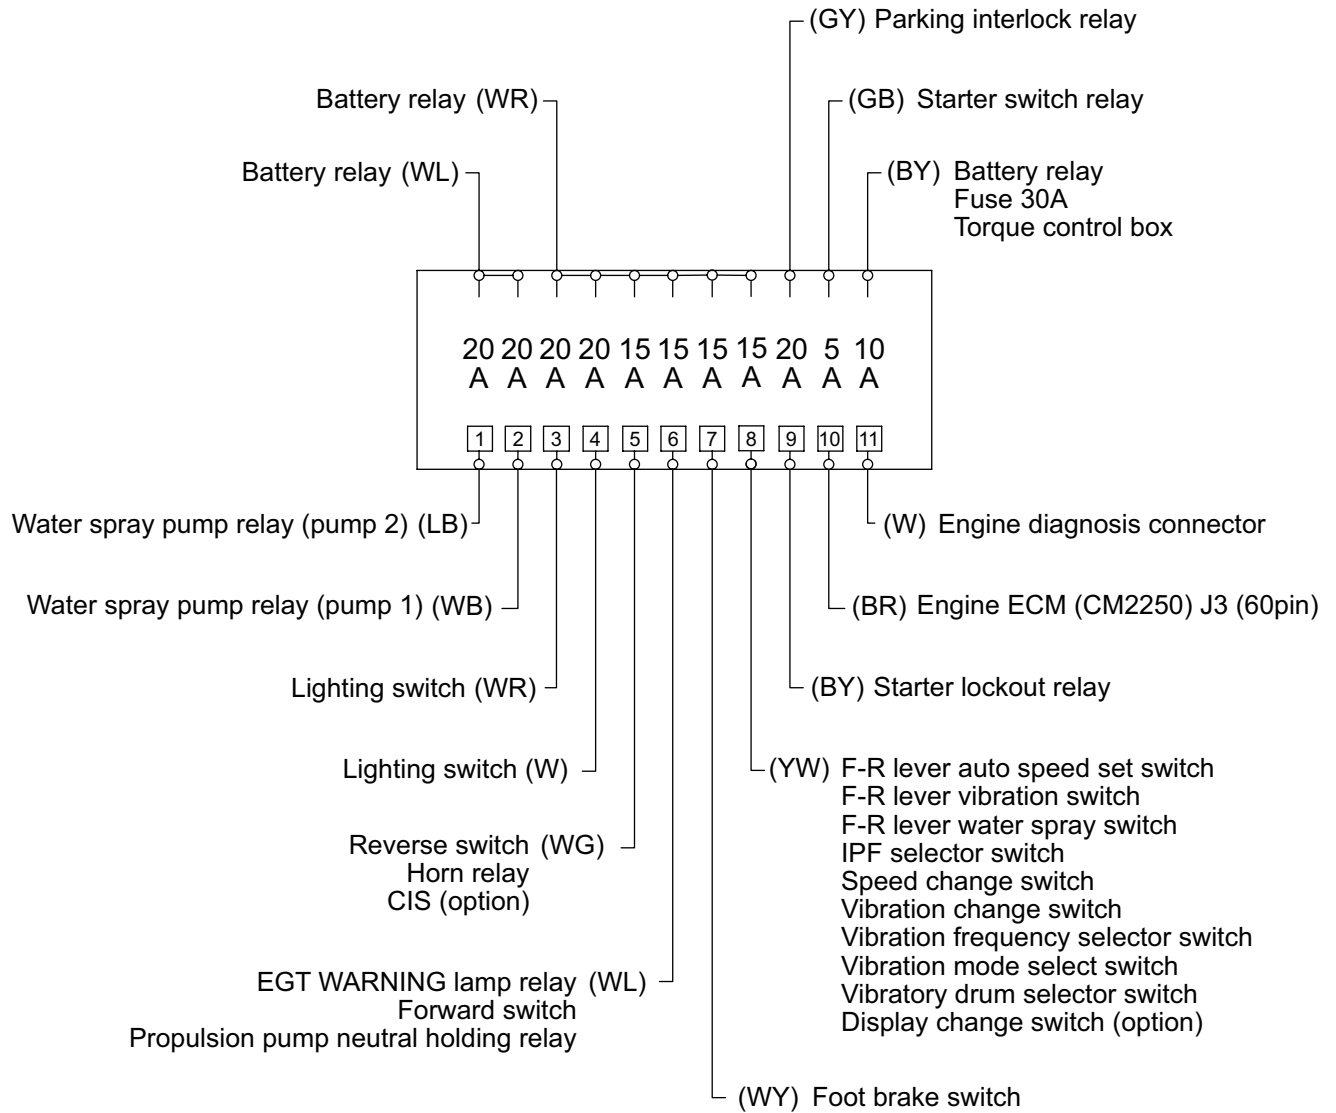 (GY) Parking interlock relay
Battery relay (WR)
(GB) Starter switch relay
Battery relay (WL)
(BY) Battery relay
Fuse 30A
Torque control box
20 20 20 20 15 15 15 15 20 5 10
A A A A A A A A A A A
1 2 3 4 5 6 7 8 9 10 11
Water spray pump relay (pump 2) (LB)
(W) Engine diagnosis connector
Water spray pump relay (pump 1) (WB)
(BR) Engine ECM (CM2250) J3 (60pin)
Lighting switch (WR)
(BY) Starter lockout relay
Lighting switch (W)
(YW) F-R lever auto speed set switch
F-R lever vibration switch
F-R lever water spray switch
IPF selector switch
Speed change switch
Vibration change switch
Vibration frequency selector switch
Vibration mode select switch
Vibratory drum selector switch
Display change switch (option)
Reverse switch (WG)
Horn relay
CIS (option)
EGT WARNING lamp relay (WL)
Forward switch
Propulsion pump neutral holding relay
(WY) Foot brake switch